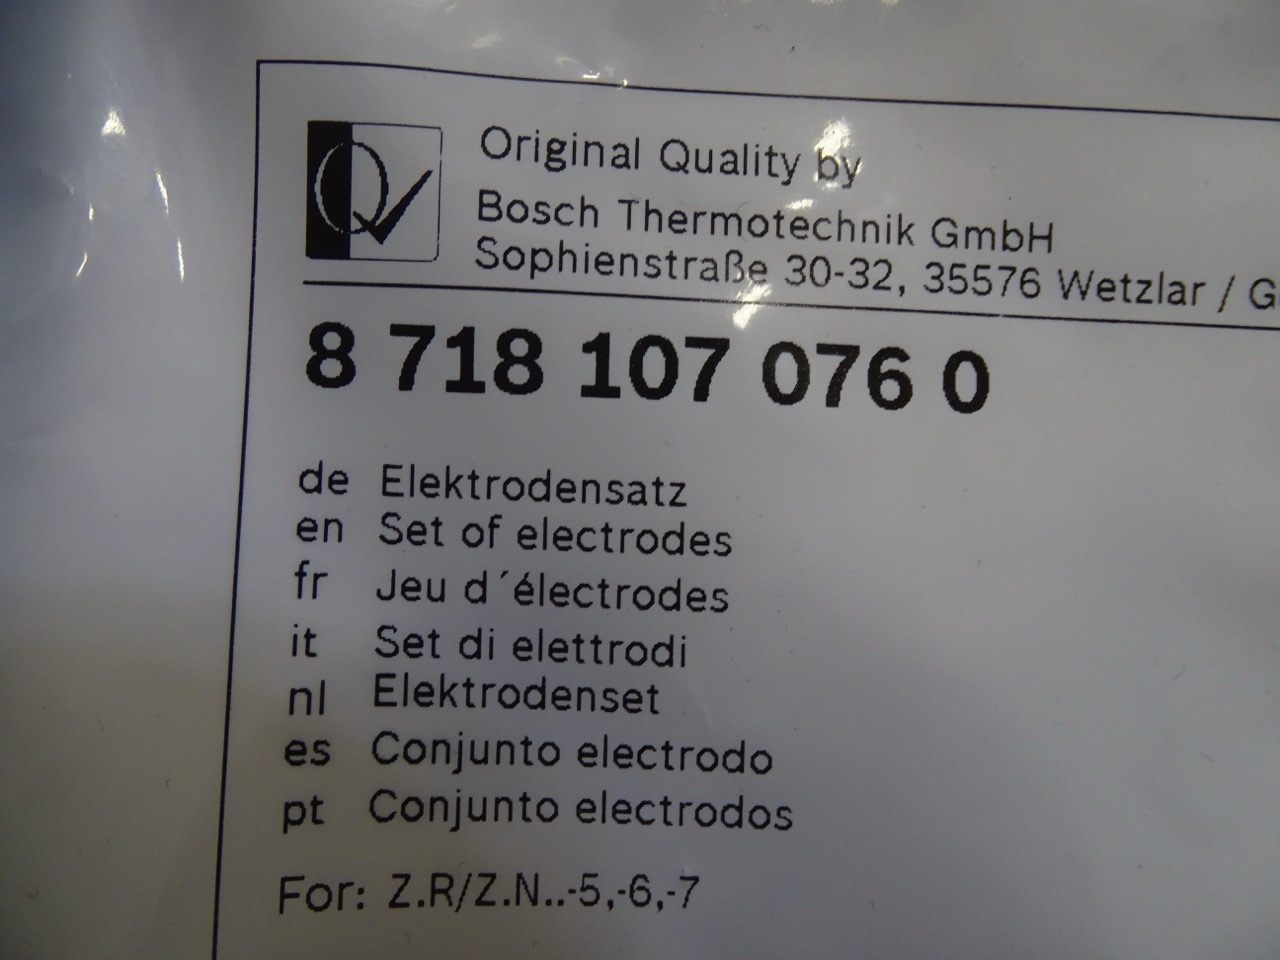 Original Quality by
Bosch Thermotechnik GmbH
Sophienstraße 30-32, 35576 Wetzlar / G
8 718 107 076 0
de Elektrodensatz
en Set of electrodes
fr Jeu d´électrodes
it Set di elettrodi
nl Elektrodenset
es Conjunto electrodo
pt Conjunto electrodos
For: Z.R/Z.N..-5,-6,-7